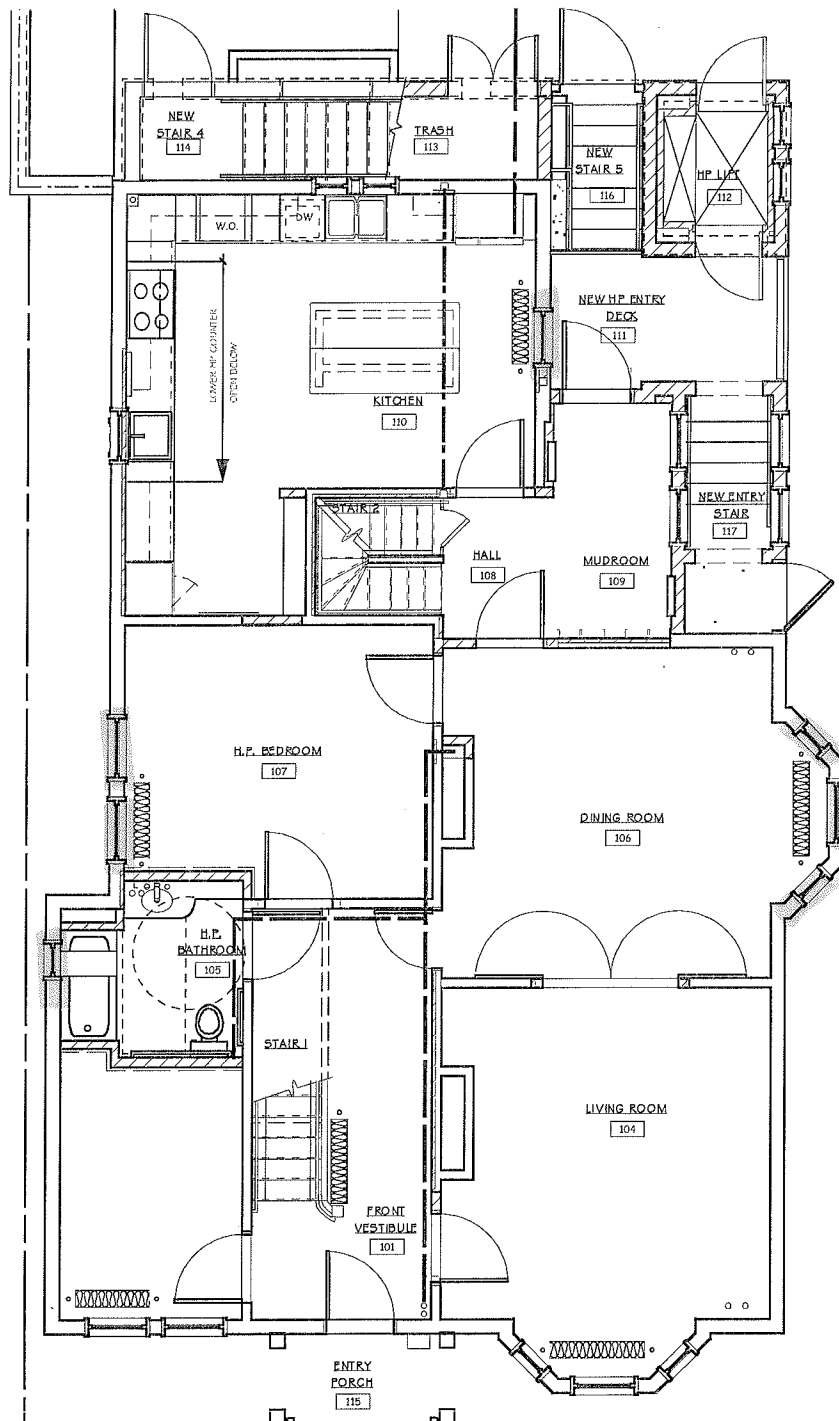 NEW
STAIR 4
114
TRASH
113
NEW
STAIR 5
116
HP LIFT
112
W.O.
DW
LOWER HP COUNTER
OPEN BELOW
NEW HP ENTRY
DECK
111
KITCHEN
110
STAIR 2
NEW ENTRY
STAIR
117
HALL
108
MUDROOM
109
H.P. BEDROOM
107
DINING ROOM
106
H.P.
BATHROOM
105
STAIR 1
LIVING ROOM
104
FRONT
VESTIBULE
101
ENTRY
PORCH
115